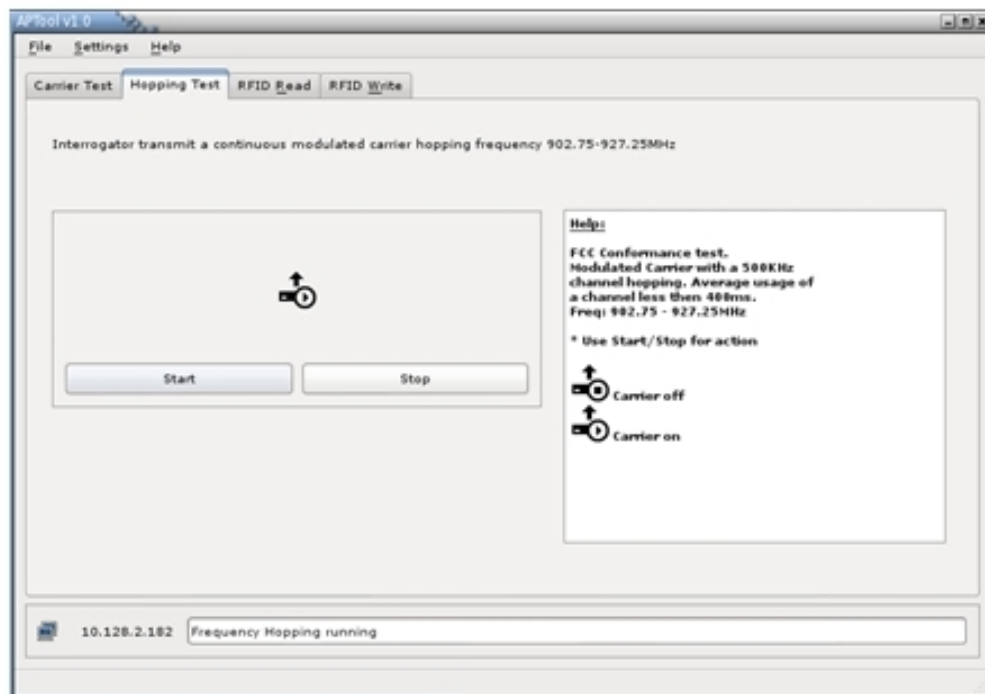 APTool v1.0
File Settings Help
Carrier Test Hopping Test RFID Read RFID Write
Interrogator transmit a continuous modulated carrier hopping frequency 902.75-927.25MHz
Start Stop
Help:
FCC Conformance test.
Modulated Carrier with a 500KHz
channel hopping. Average usage of
a channel less then 400ms.
Freq: 902.75 - 927.25MHz
* Use Start/Stop for action
Carrier off
Carrier on
10.128.2.182 Frequency Hopping running